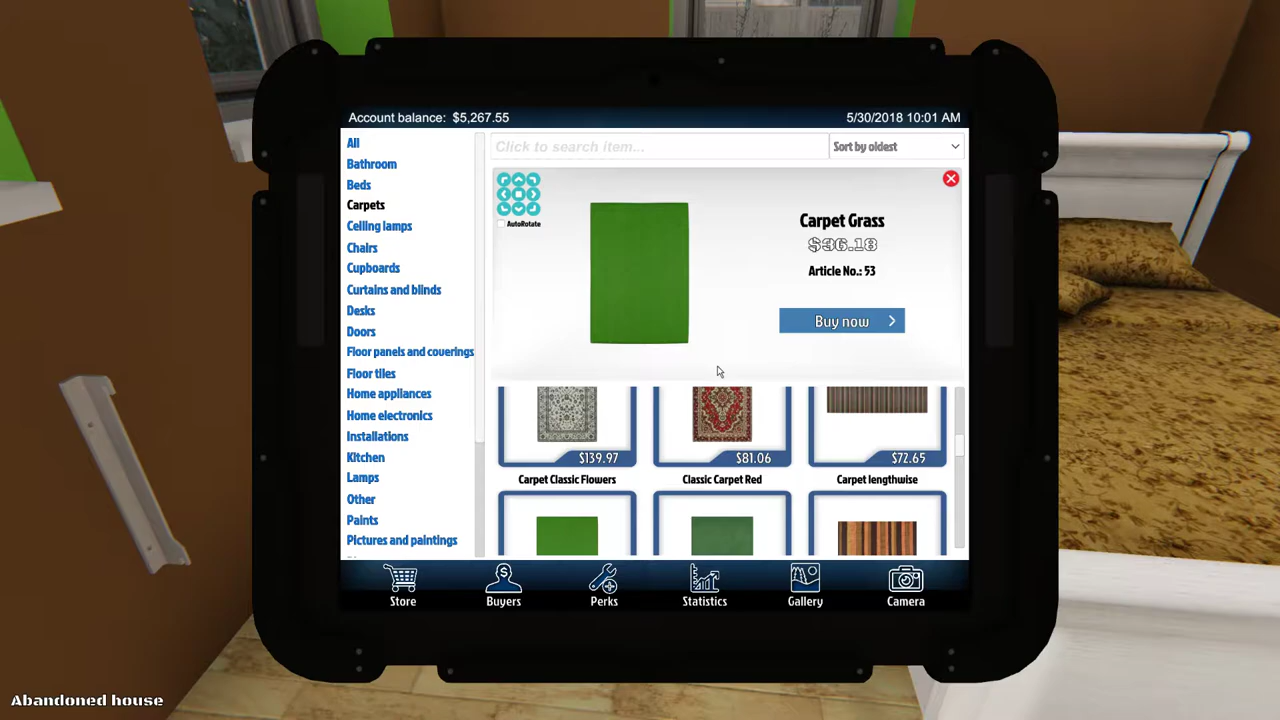 Account balance: $5,267.55
5/30/2018 10:01 AM
All
Bathroom
Beds
Carpets
Ceiling lamps
Chairs
Cupboards
Curtains and blinds
Desks
Doors
Floor panels and coverings
Floor tiles
Home appliances
Home electronics
Installations
Kitchen
Lamps
Other
Paints
Pictures and paintings
Click to search item...
Sort by oldest
AutoRotate
Carpet Grass
$36.18
Article No.: 53
Buy now
$139.97
$81.06
$72.65
Carpet Classic Flowers
Classic Carpet Red
Carpet lengthwise
Store
Buyers
Perks
Statistics
Gallery
Camera
Abandoned house